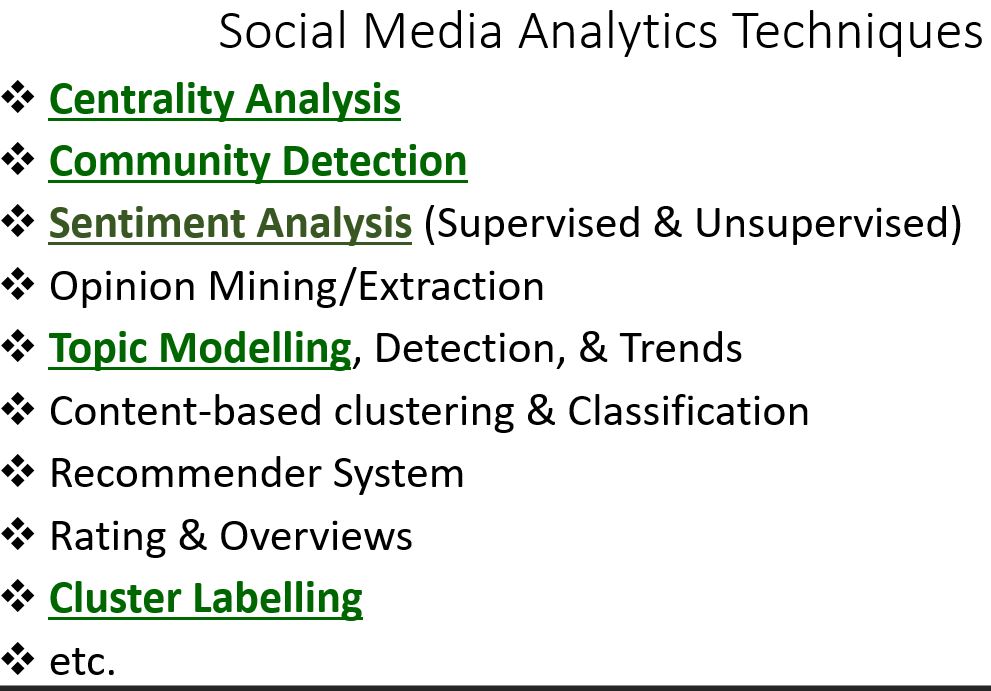 Social Media Analytics Techniques
❖ Centrality Analysis
❖ Community Detection
❖ Sentiment Analysis (Supervised & Unsupervised)
❖ Opinion Mining/Extraction
❖ Topic Modelling, Detection, & Trends
❖ Content-based clustering & Classification
❖ Recommender System
❖ Rating & Overviews
❖ Cluster Labelling
❖ etc.